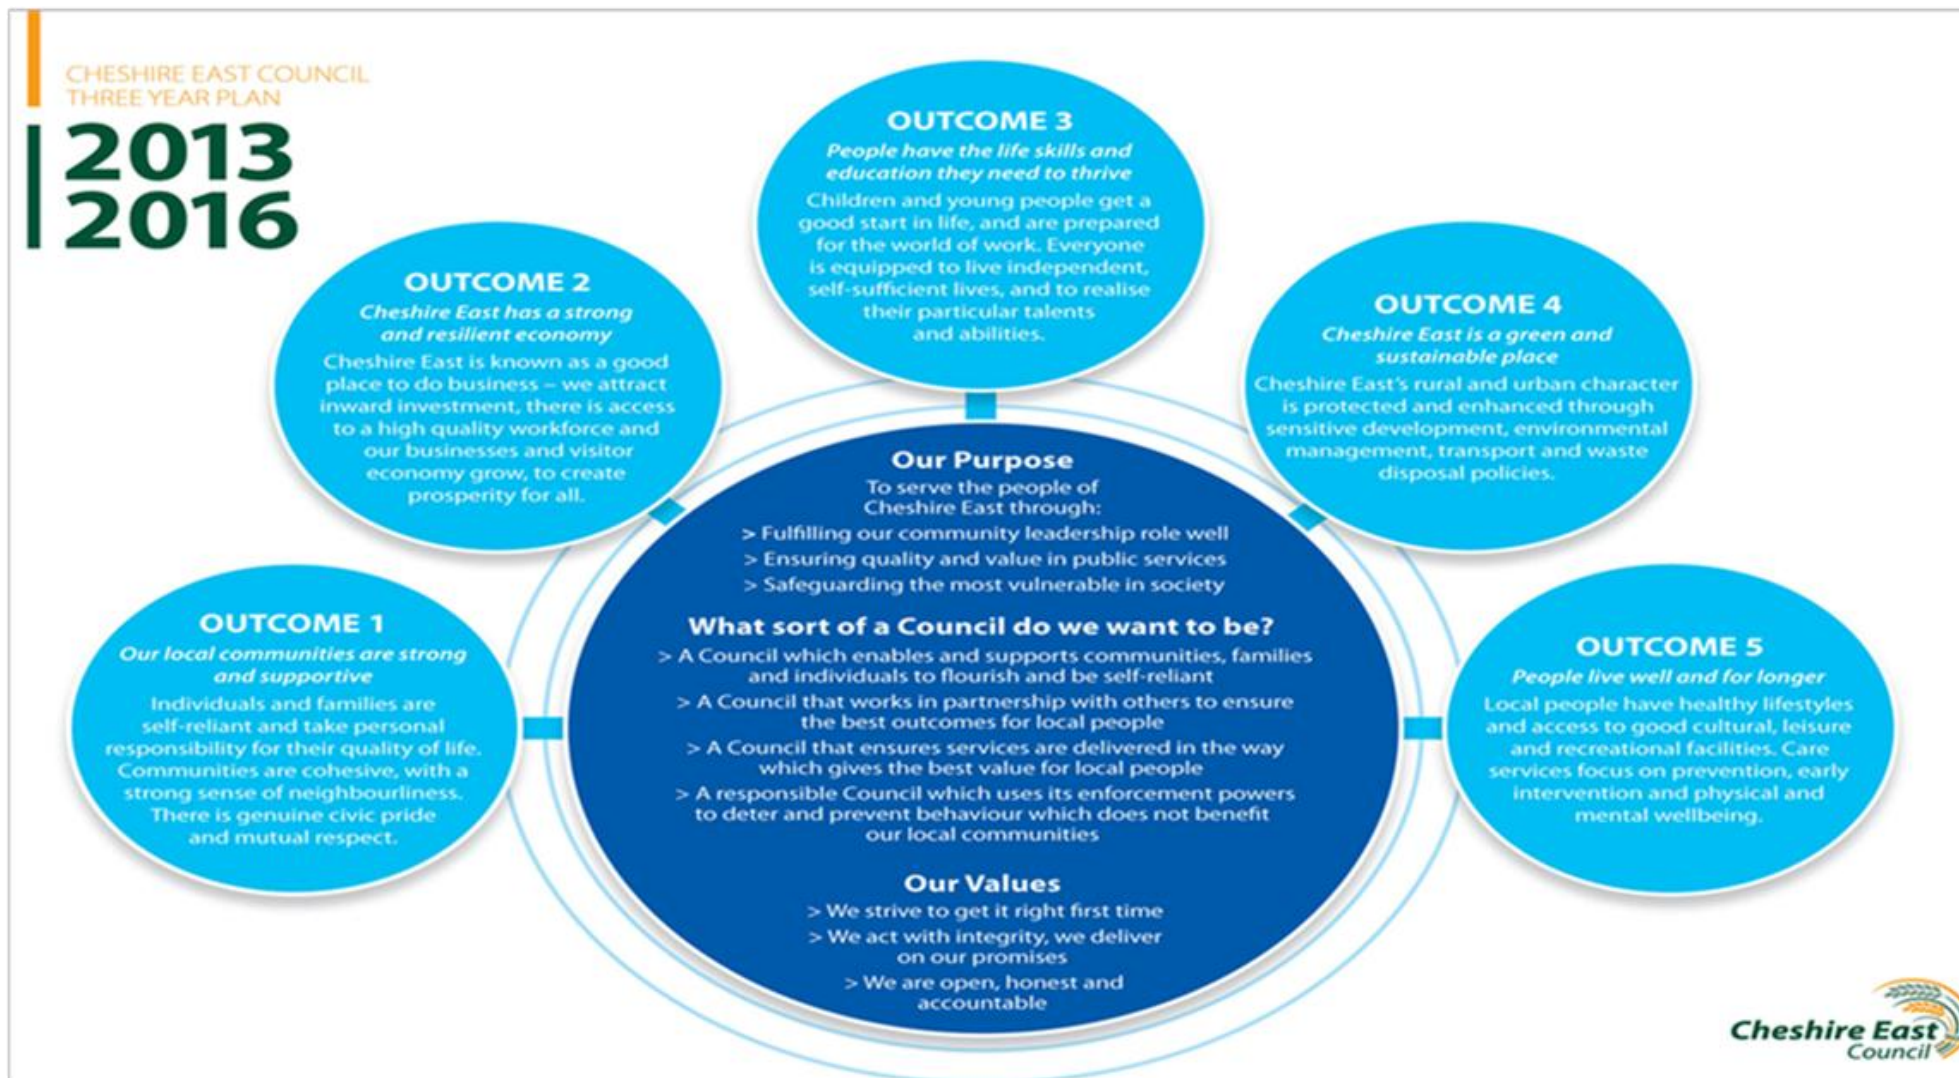 CHESHIRE EAST COUNCIL
THREE YEAR PLAN
2013
2016
OUTCOME 1
Our local communities are strong
and supportive
Individuals and families are
self-reliant and take personal
responsibility for their quality of life.
Communities are cohesive, with a
strong sense of neighbourliness.
There is genuine civic pride
and mutual respect.
OUTCOME 2
Cheshire East has a strong
and resilient economy
Cheshire East is known as a good
place to do business – we attract
inward investment, there is access
to a high quality workforce and
our businesses and visitor
economy grow, to create
prosperity for all.
OUTCOME 3
People have the life skills and
education they need to thrive
Children and young people get a
good start in life, and are prepared
for the world of work. Everyone
is equipped to live independent,
self-sufficient lives, and to realise
their particular talents
and abilities.
OUTCOME 4
Cheshire East is a green and
sustainable place
Cheshire East's rural and urban character
is protected and enhanced through
sensitive development, environmental
management, transport and waste
disposal policies.
OUTCOME 5
People live well and for longer
Local people have healthy lifestyles
and access to good cultural, leisure
and recreational facilities. Care
services focus on prevention, early
intervention and physical and
mental wellbeing.
Our Purpose
To serve the people of
Cheshire East through:
> Fulfilling our community leadership role well
> Ensuring quality and value in public services
> Safeguarding the most vulnerable in society
What sort of a Council do we want to be?
> A Council which enables and supports communities, families
and individuals to flourish and be self-reliant
> A Council that works in partnership with others to ensure
the best outcomes for local people
> A Council that ensures services are delivered in the way
which gives the best value for local people
> A responsible Council which uses its enforcement powers
to deter and prevent behaviour which does not benefit
our local communities
Our Values
> We strive to get it right first time
> We act with integrity, we deliver
on our promises
> We are open, honest and
accountable
Cheshire East
Council